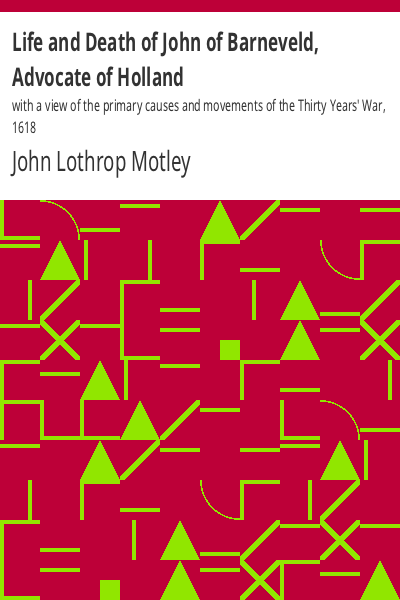 Life and Death of John of Barneveld,
Advocate of Holland
with a view of the primary causes and movements of the Thirty Years' War,
1618
John Lothrop Motley